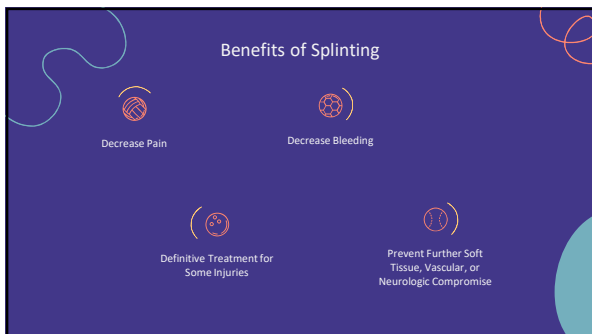 Benefits of Splinting
Decrease Pain
Decrease Bleeding
Definitive Treatment for
Some Injuries
Prevent Further Soft
Tissue, Vascular, or
Neurologic Compromise